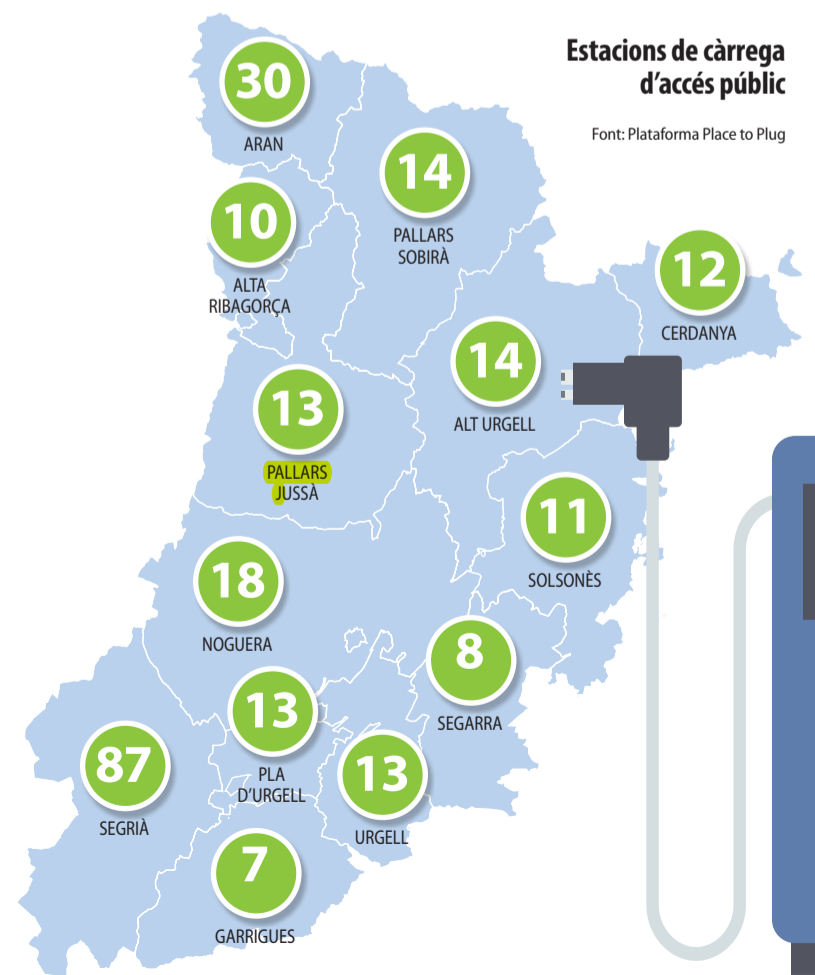 Estacions de càrrega
d'accés públic
Font: Plataforma Place to Plug
30
ARAN
14
PALLARS
SOBIRÀ
10
ALTA
RIBAGORÇA
12
CERDANYA
14
ALT URGELL
13
PALLARS
JUSSÀ
11
SOLSONÈS
18
NOGUERA
8
SEGARRA
13
PLA
D'URGELL
87
SEGRIÀ
13
URGELL
7
GARRIGUES